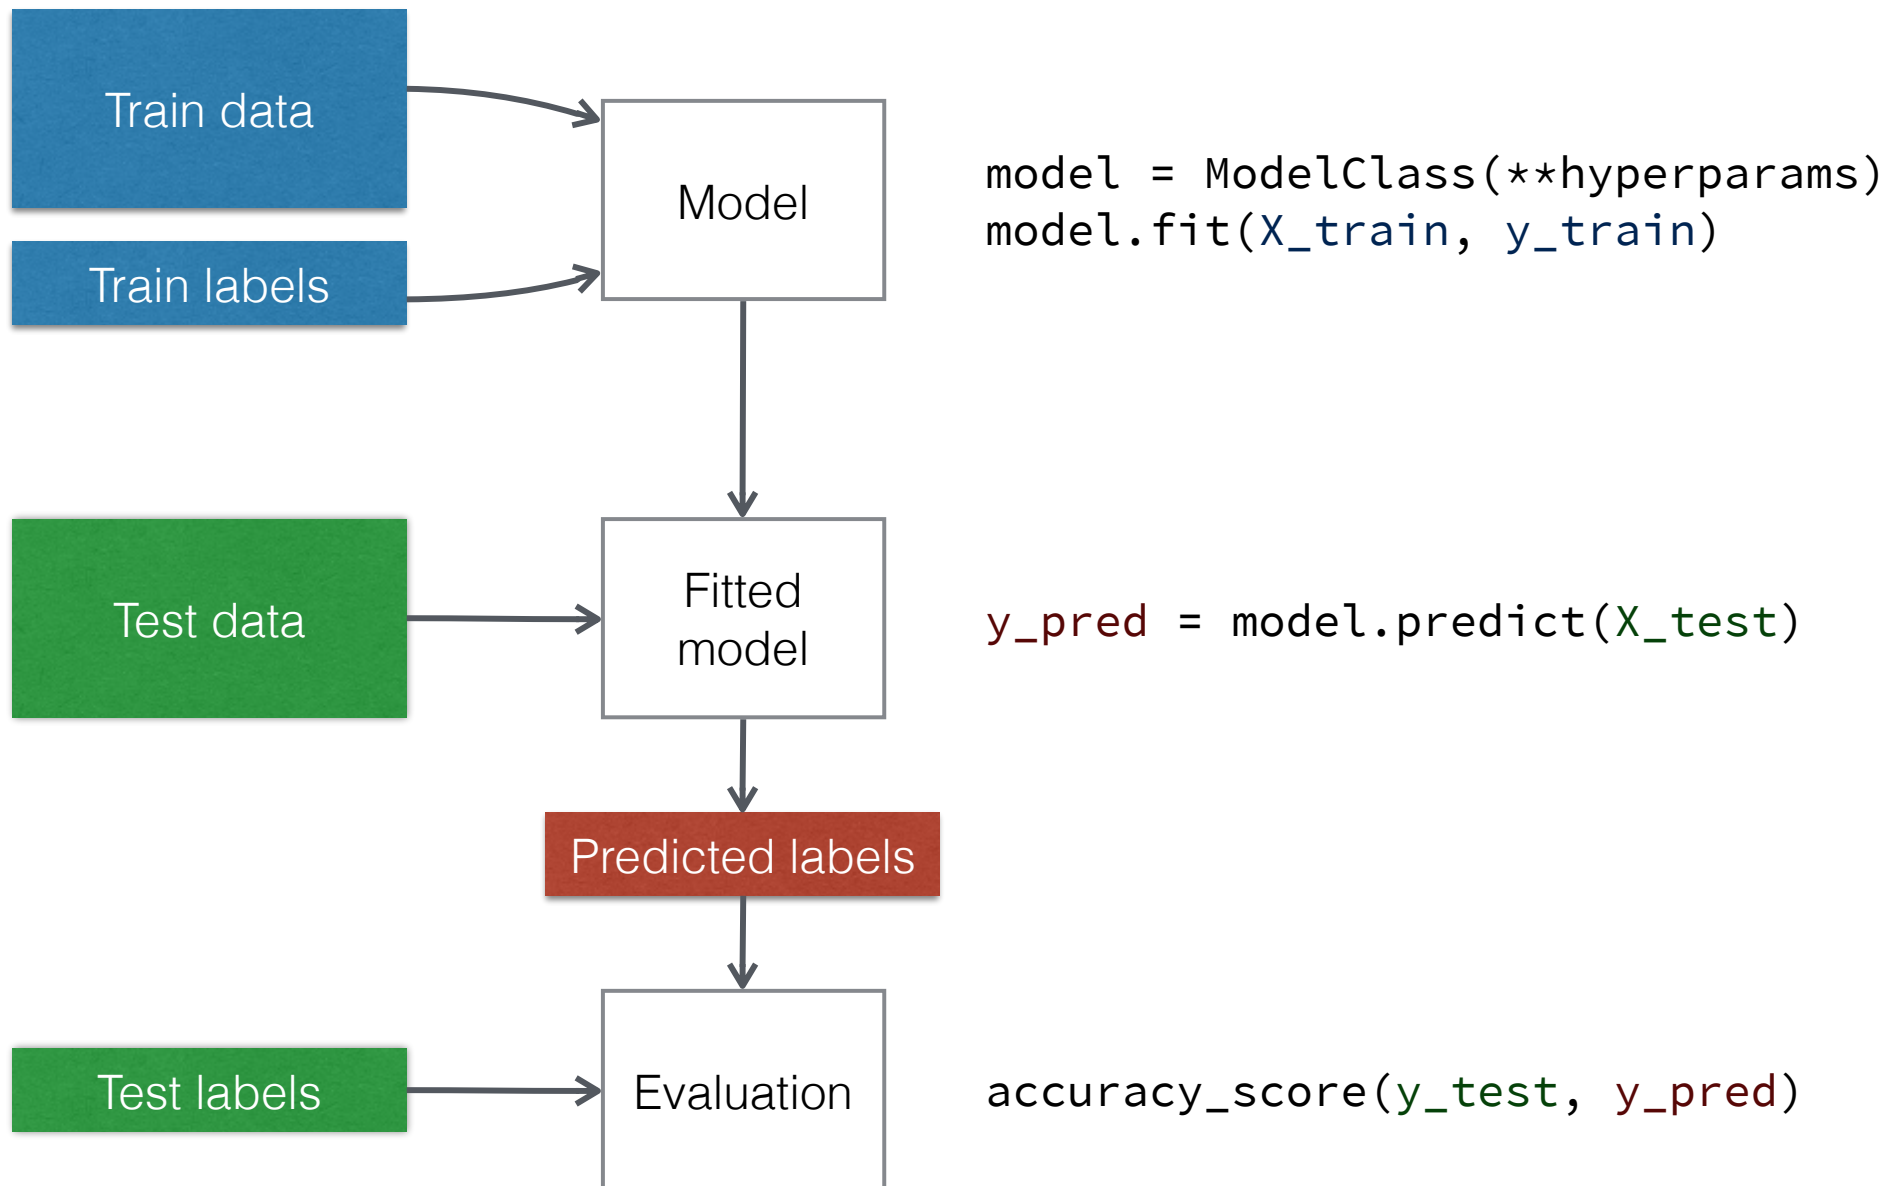 Train data
Model
model = ModelClass(**hyperparams)
model.fit(X_train, y_train)
Train labels
Test data
Fitted
model
y_pred = model.predict(X_test)
Predicted labels
Test labels
Evaluation
accuracy_score(y_test, y_pred)